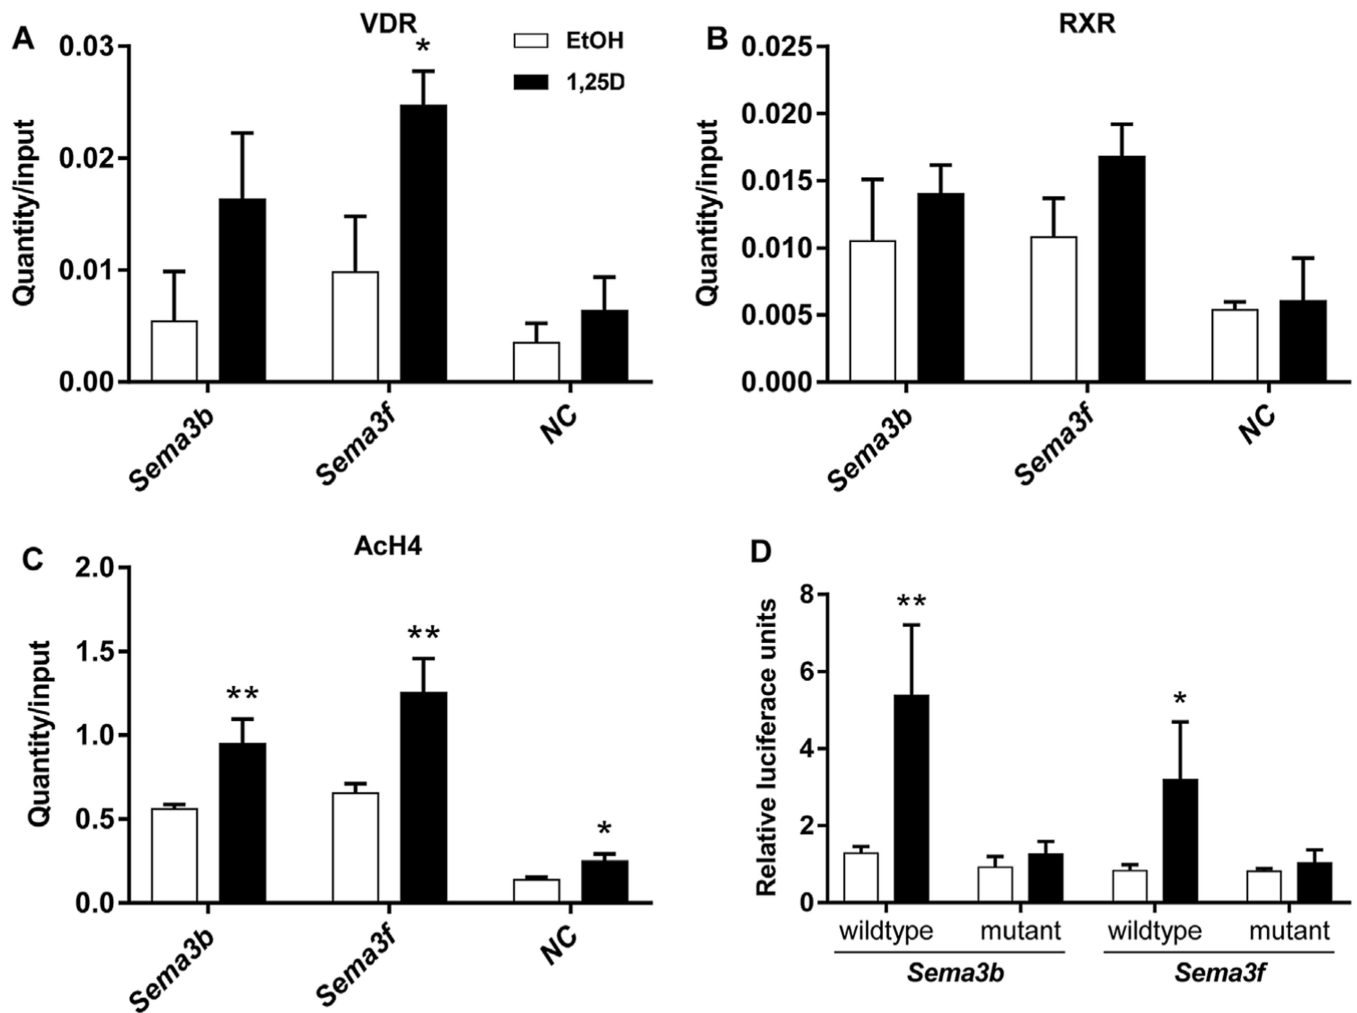 A
VDR
*
EtOH
1,25D
Quantity/input
0.03
0.02
0.01
0.00
Sema3b
Sema3f
NC
B
RXR
Quantity/input
0.025
0.020
0.015
0.010
0.005
0.000
Sema3b
Sema3f
NC
C
AcH4
Quantity/input
2.0
1.5
1.0
0.5
0.0
**
**
*
Sema3b
Sema3f
NC
D
Relative luciferace units
8
6
4
2
0
**
*
wildtype mutant wildtype mutant
Sema3b Sema3f